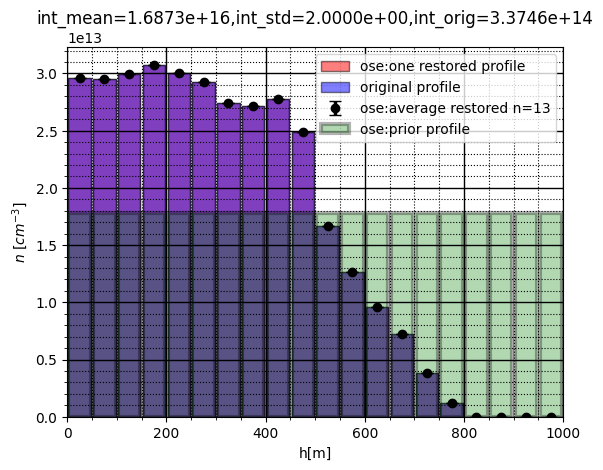 int_mean=1.6873e+16,int_std=2.0000e+00,int_orig=3.3746e+14
1e13
ose:one restored profile
original profile
ose:average restored n=13
ose:prior profile
3.0
2.5
2.0
1.5
1.0
0.5
0.0
n [cm⁻³]
0 200 400 600 800 1000
h[m]